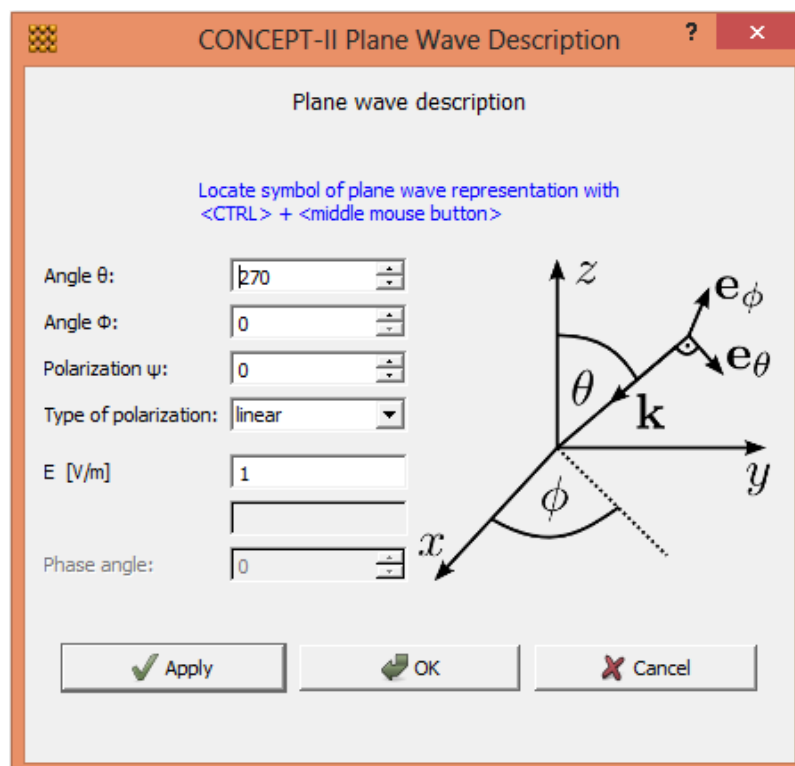 CONCEPT-II Plane Wave Description
?
×
Plane wave description
Locate symbol of plane wave representation with
<CTRL> + <middle mouse button>
Angle θ:
270
Angle Φ:
0
Polarization ψ:
0
Type of polarization:
linear
E [V/m]
1
Phase angle:
0
z
e_ϕ
e_θ
θ
k
y
ϕ
x
Apply
OK
Cancel